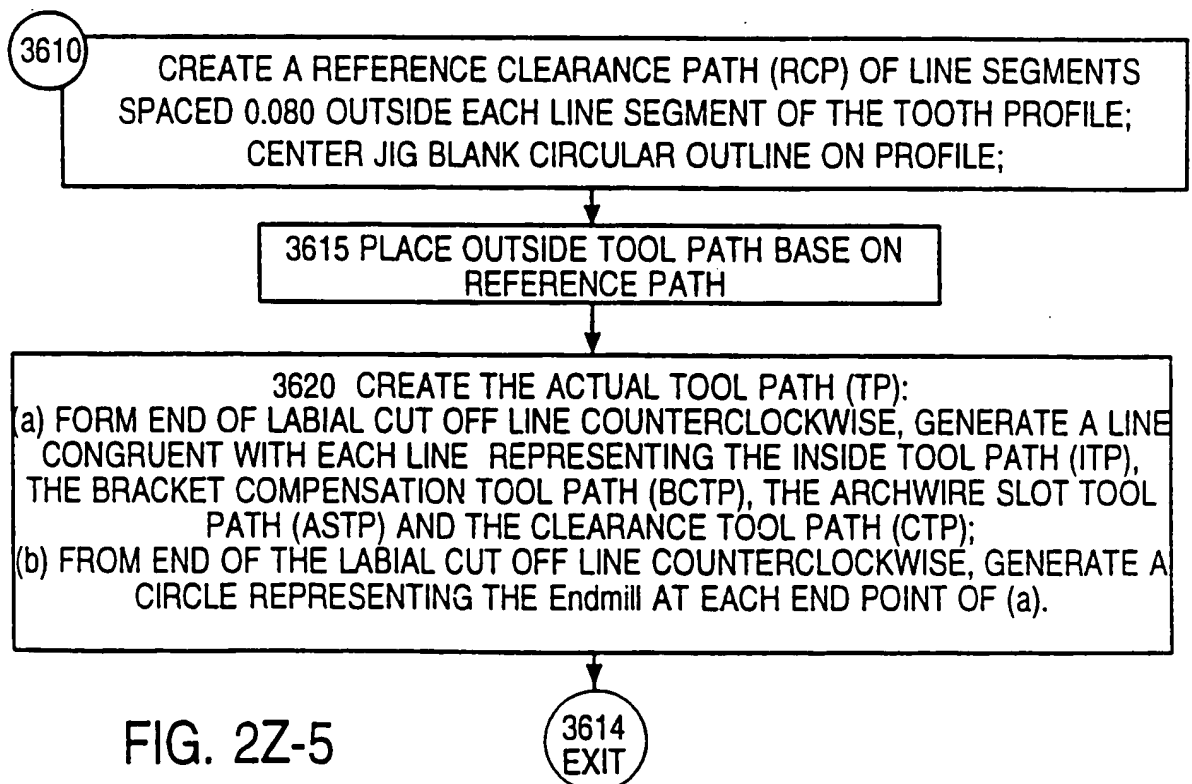 3610
CREATE A REFERENCE CLEARANCE PATH (RCP) OF LINE SEGMENTS
SPACED 0.080 OUTSIDE EACH LINE SEGMENT OF THE TOOTH PROFILE;
CENTER JIG BLANK CIRCULAR OUTLINE ON PROFILE;
3615 PLACE OUTSIDE TOOL PATH BASE ON
REFERENCE PATH
3620 CREATE THE ACTUAL TOOL PATH (TP):
(a) FORM END OF LABIAL CUT OFF LINE COUNTERCLOCKWISE, GENERATE A LINE
CONGRUENT WITH EACH LINE REPRESENTING THE INSIDE TOOL PATH (ITP),
THE BRACKET COMPENSATION TOOL PATH (BCTP), THE ARCHWIRE SLOT TOOL
PATH (ASTP) AND THE CLEARANCE TOOL PATH (CTP);
(b) FROM END OF THE LABIAL CUT OFF LINE COUNTERCLOCKWISE, GENERATE A
CIRCLE REPRESENTING THE Endmill AT EACH END POINT OF (a).
3614
EXIT
FIG. 2Z-5